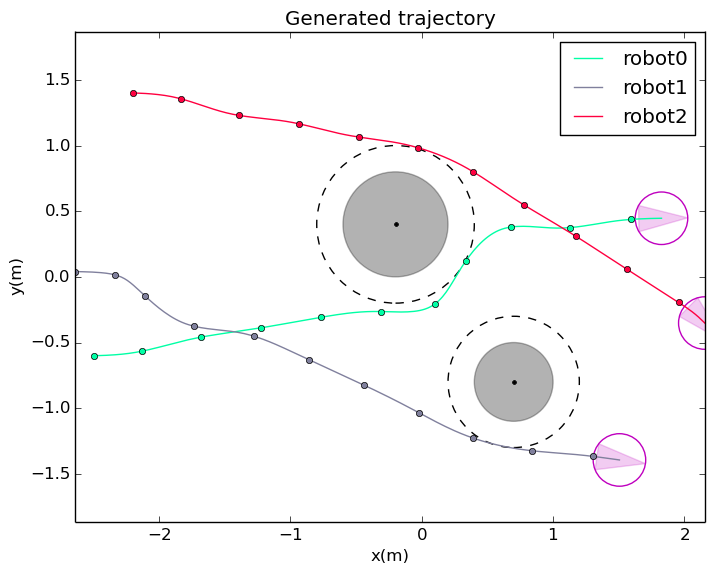 Generated trajectory
robot0
robot1
robot2
y(m)
1.5
1.0
0.5
0.0
−0.5
−1.0
−1.5
−2 −1 0 1 2
x(m)